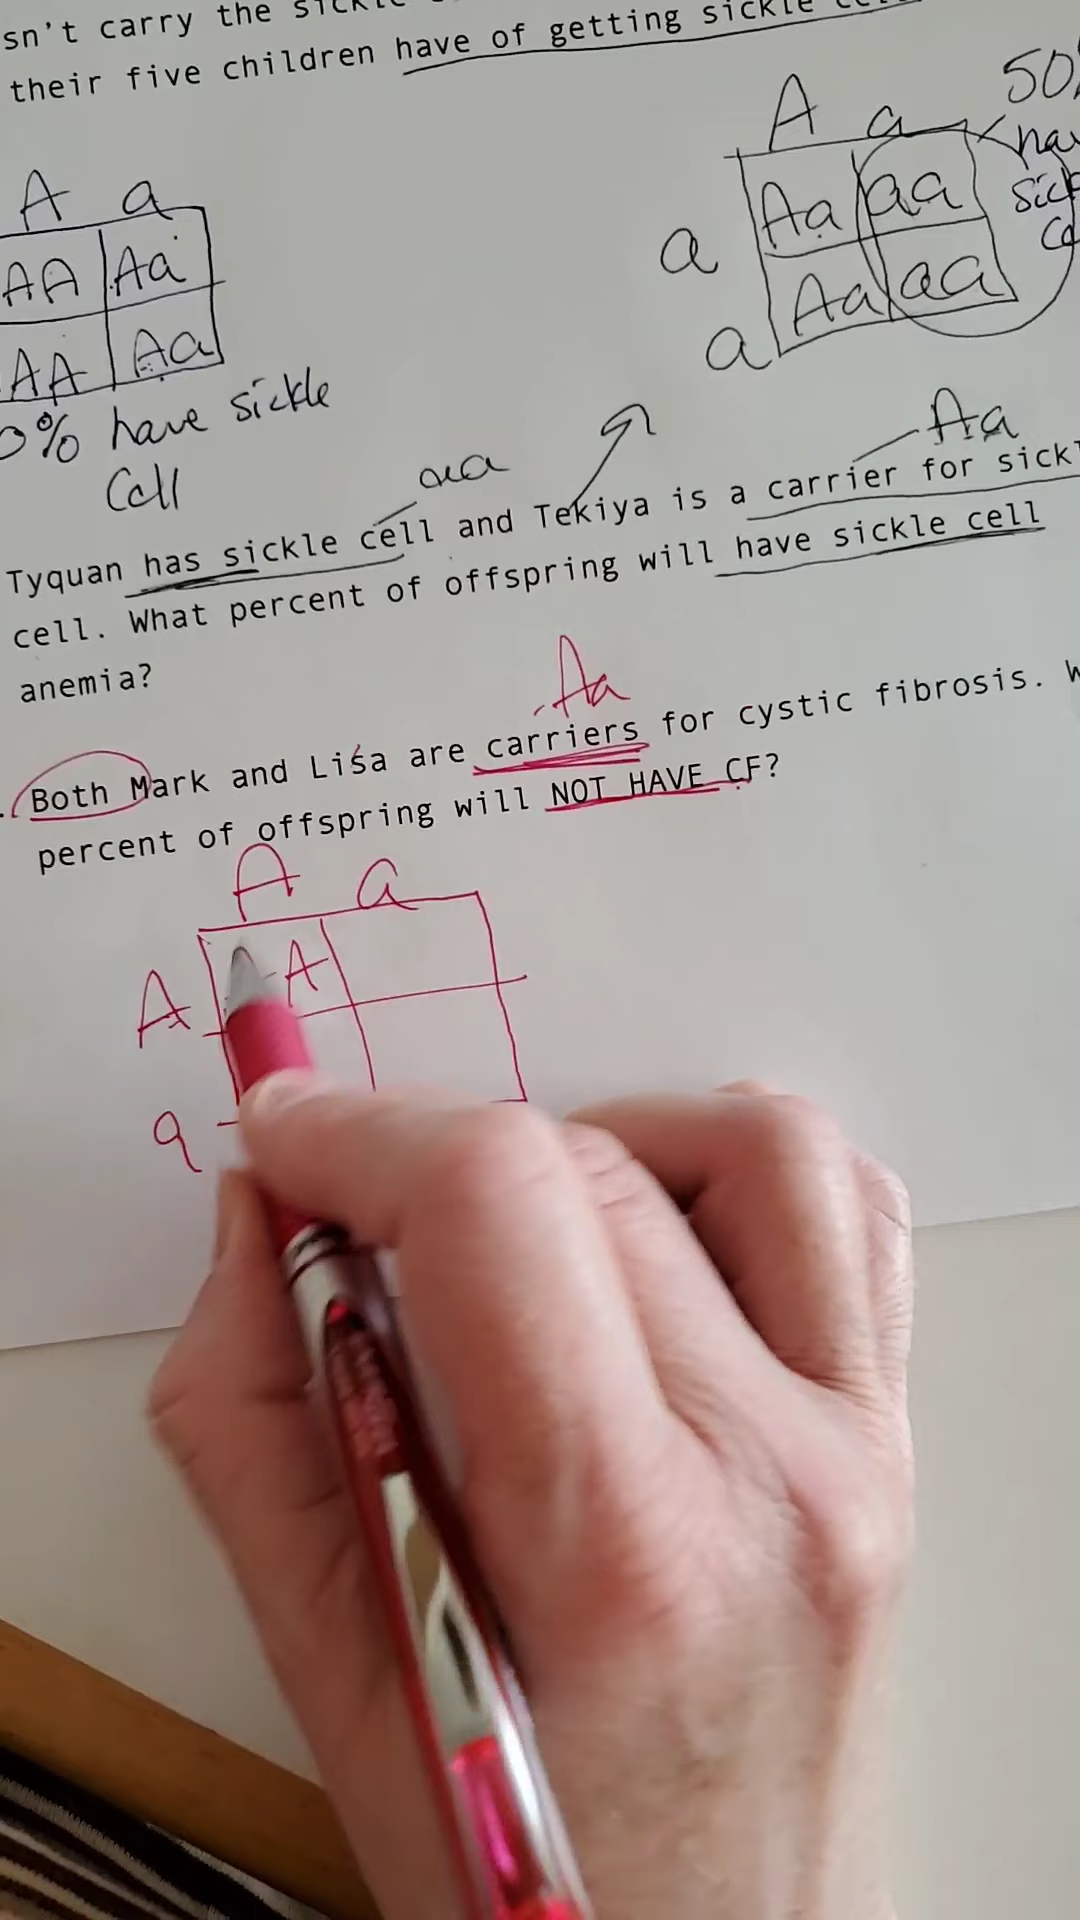 sn't carry the
their five children have of getting sickle
A a
AA Aa
AA Aa
0% have sickle
Cell
A a
a Aa aa
a Aa aa
50%
aa
Aa
Tyquan has sickle cell and Tekiya is a carrier for
cell. What percent of offspring will have sickle cell
anemia?
Aa
Both Mark and Lisa are carriers for cystic fibrosis. W
percent of offspring will NOT HAVE CF?
A a
A A
a